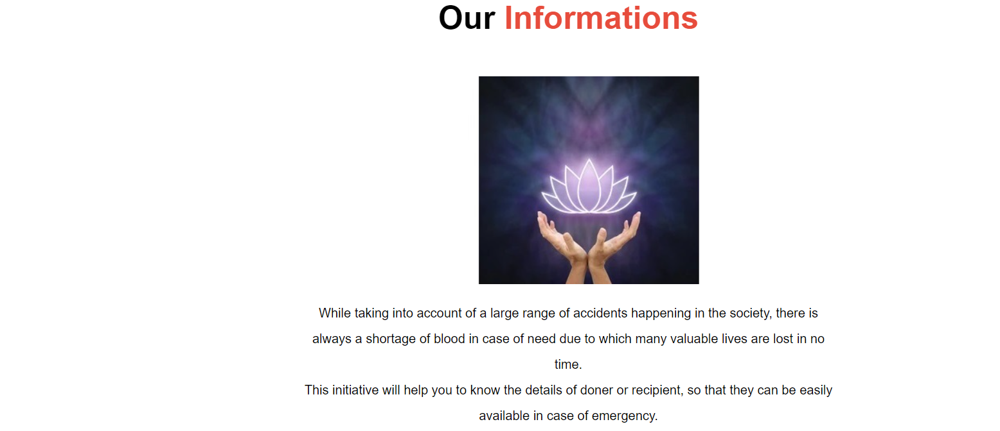 Our Informations
While taking into account of a large range of accidents happening in the society, there is
always a shortage of blood in case of need due to which many valuable lives are lost in no
time.
This initiative will help you to know the details of doner or recipient, so that they can be easily
available in case of emergency.